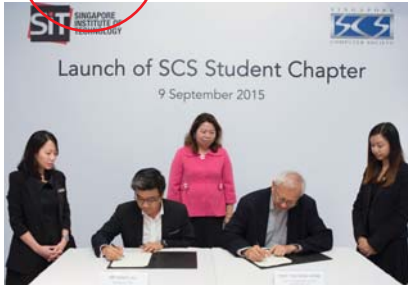 SiT
SINGAPORE
INSTITUTE OF
TECHNOLOGY
SINGAPORE
SCS
COMPUTER SOCIETY
Launch of SCS Student Chapter
9 September 2015